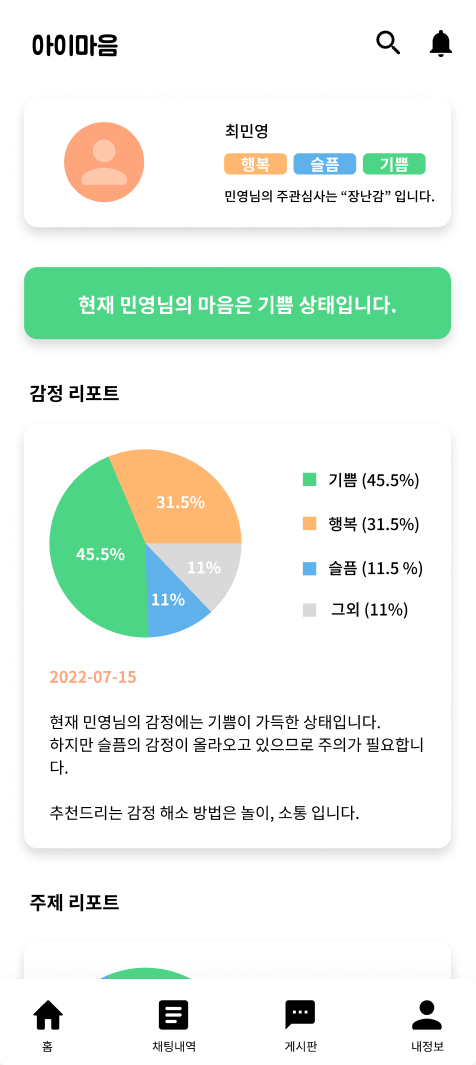 아이마음
최민영
행복 슬픔 기쁨
민영님의 주관심사는 “장난감” 입니다.
현재 민영님의 마음은 기쁨 상태입니다.
감정 리포트
31.5%
45.5%
11%
11%
기쁨 (45.5%)
행복 (31.5%)
슬픔 (11.5 %)
그외 (11%)
2022-07-15
현재 민영님의 감정에는 기쁨이 가득한 상태입니다.
하지만 슬픔의 감정이 올라오고 있으므로 주의가 필요합니
다.
추천드리는 감정 해소 방법은 놀이, 소통 입니다.
주제 리포트
홈 채팅내역 게시판 내정보